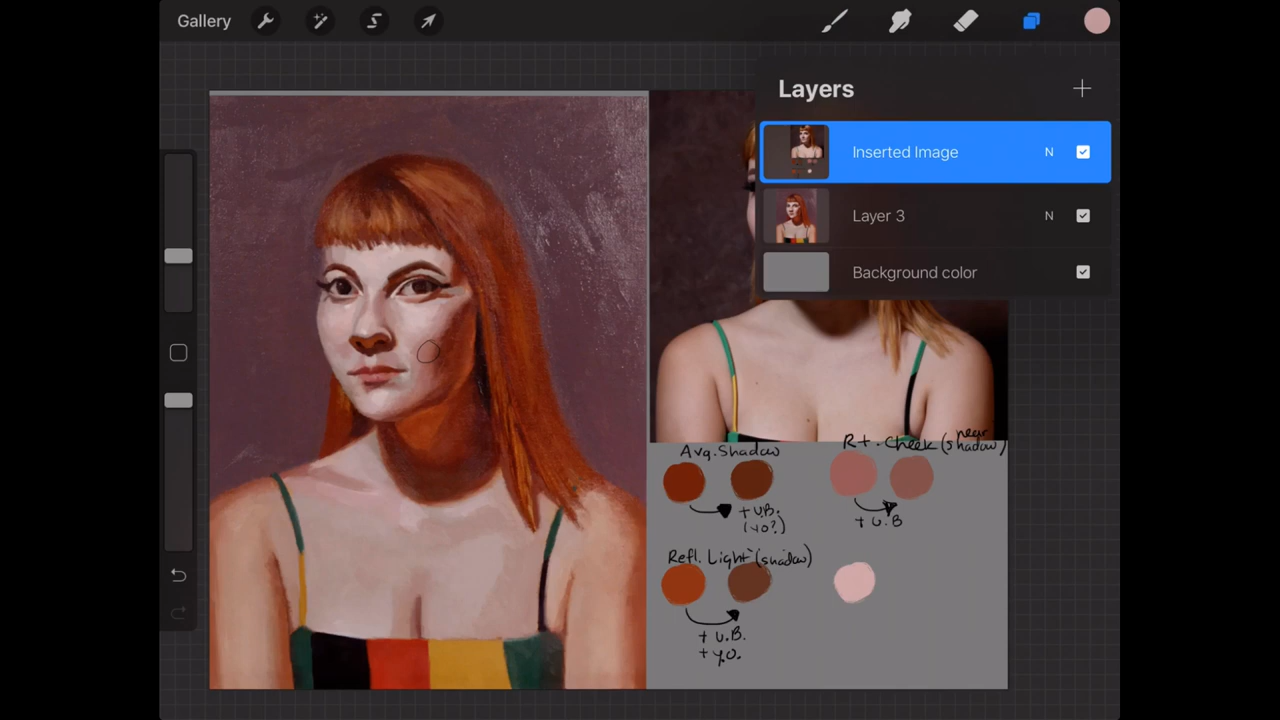 Gallery
Layers
Inserted Image N
Layer 3 N
Background color
Avg. Shadow
+ U.B.
(Y.O?)
Rt. Cheek (near shadow)
+ U.B
Refl. Light (shadow)
+ U.B.
+ Y.O.